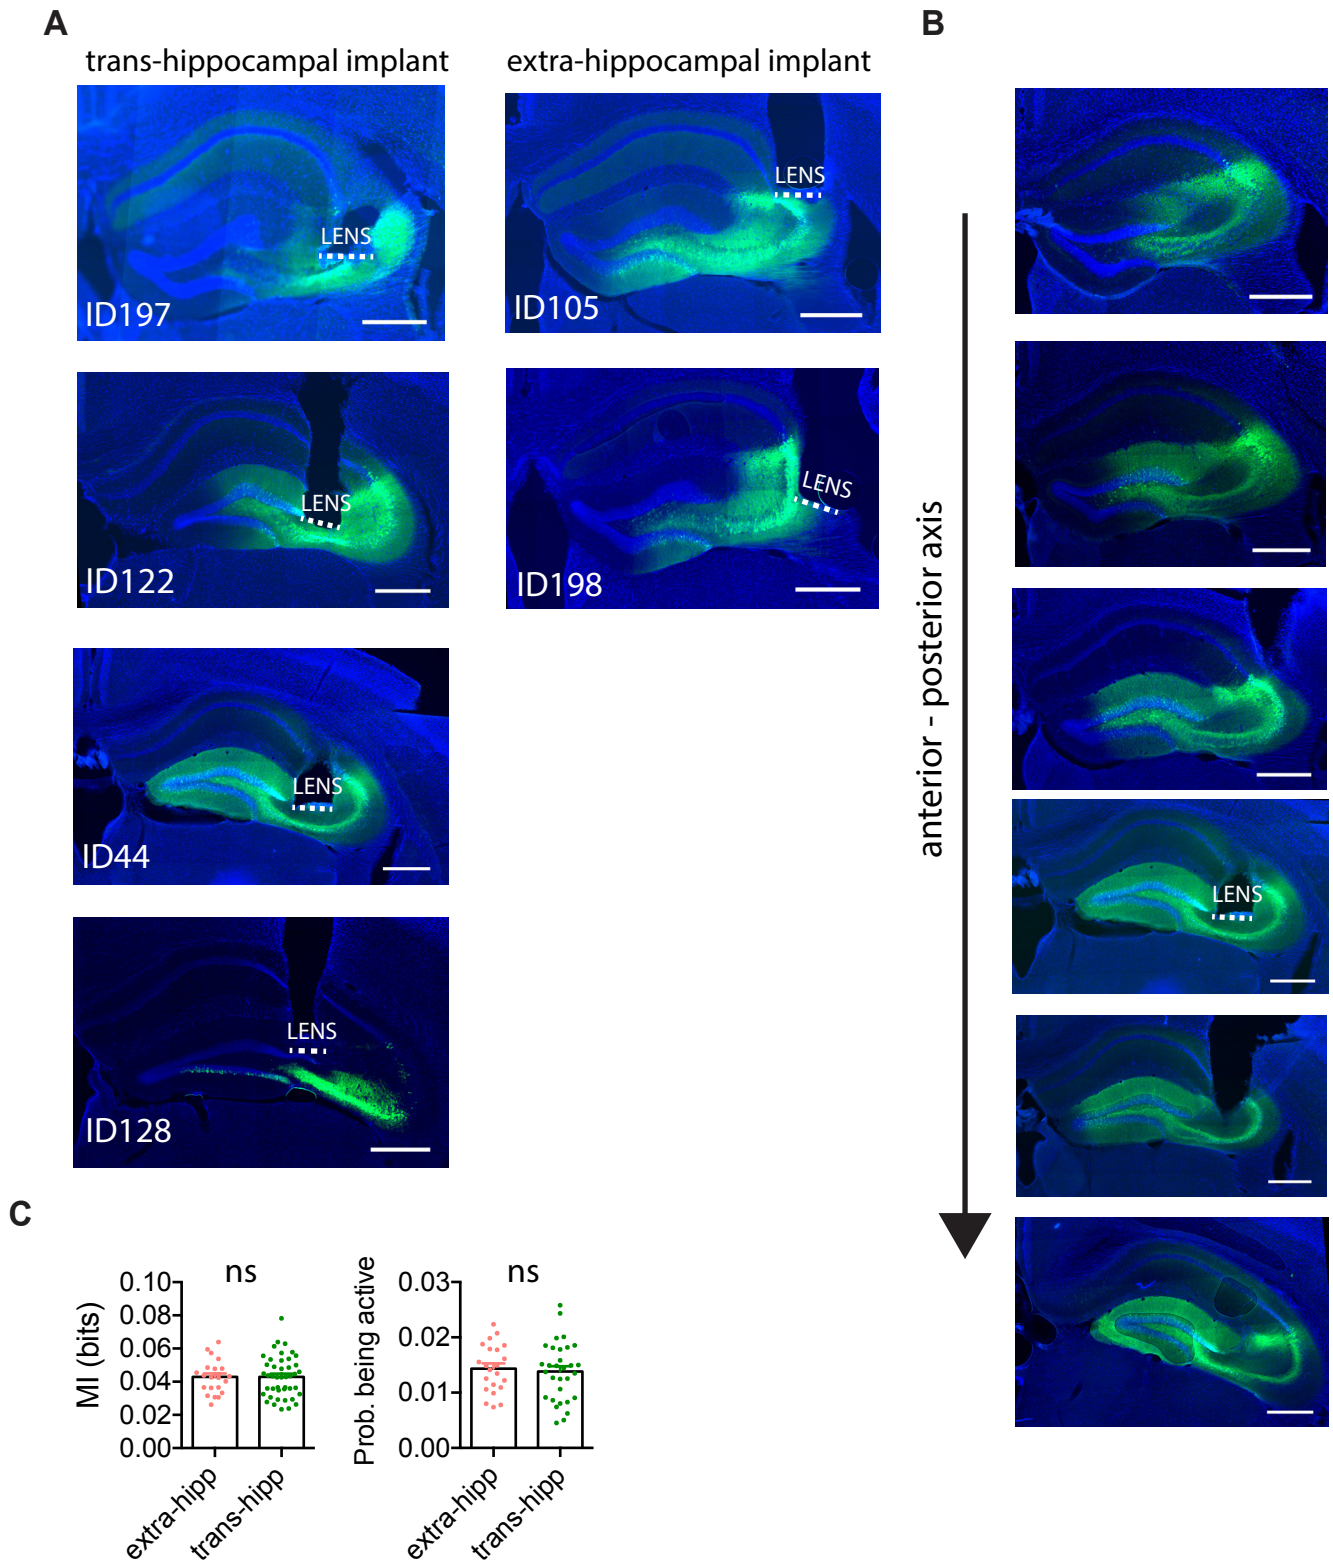 A
trans-hippocampal implant
extra-hippocampal implant
LENS
ID197
LENS
ID105
LENS
ID122
LENS
ID198
LENS
ID44
LENS
ID128
B
anterior - posterior axis
LENS
C
ns
MI (bits)
0.10
0.08
0.06
0.04
0.02
0.00
extra-hipp
trans-hipp
ns
Prob. being active
0.03
0.02
0.01
0.00
extra-hipp
trans-hipp